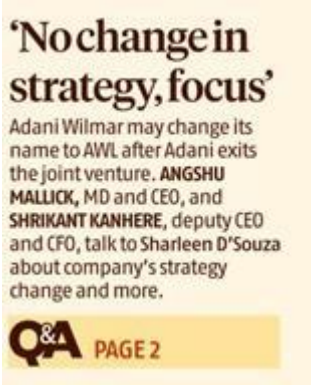 ‘No change in
strategy, focus’
Adani Wilmar may change its
name to AWL after Adani exits
the joint venture. ANGSHU
MALLICK, MD and CEO, and
SHRIKANT KANHERE, deputy CEO
and CFO, talk to Sharleen D’Souza
about company’s strategy
change and more.
Q&A PAGE 2